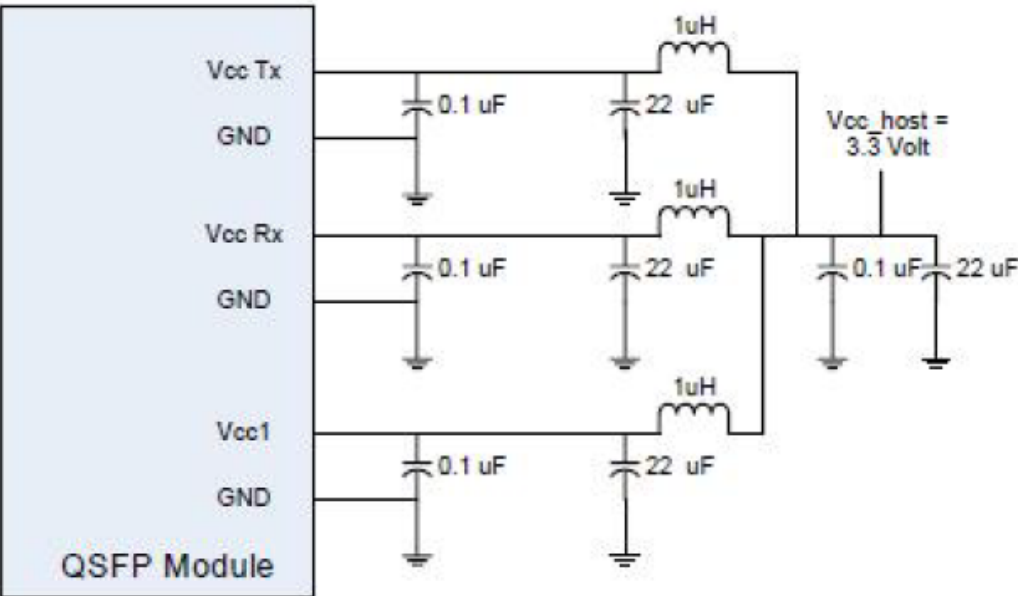 1uH
Vcc Tx
0.1 uF
22 uF
GND
Vcc_host =
3.3 Volt
1uH
Vcc Rx
0.1 uF
22 uF
0.1 uF
22 uF
GND
1uH
Vcc1
0.1 uF
22 uF
GND
QSFP Module